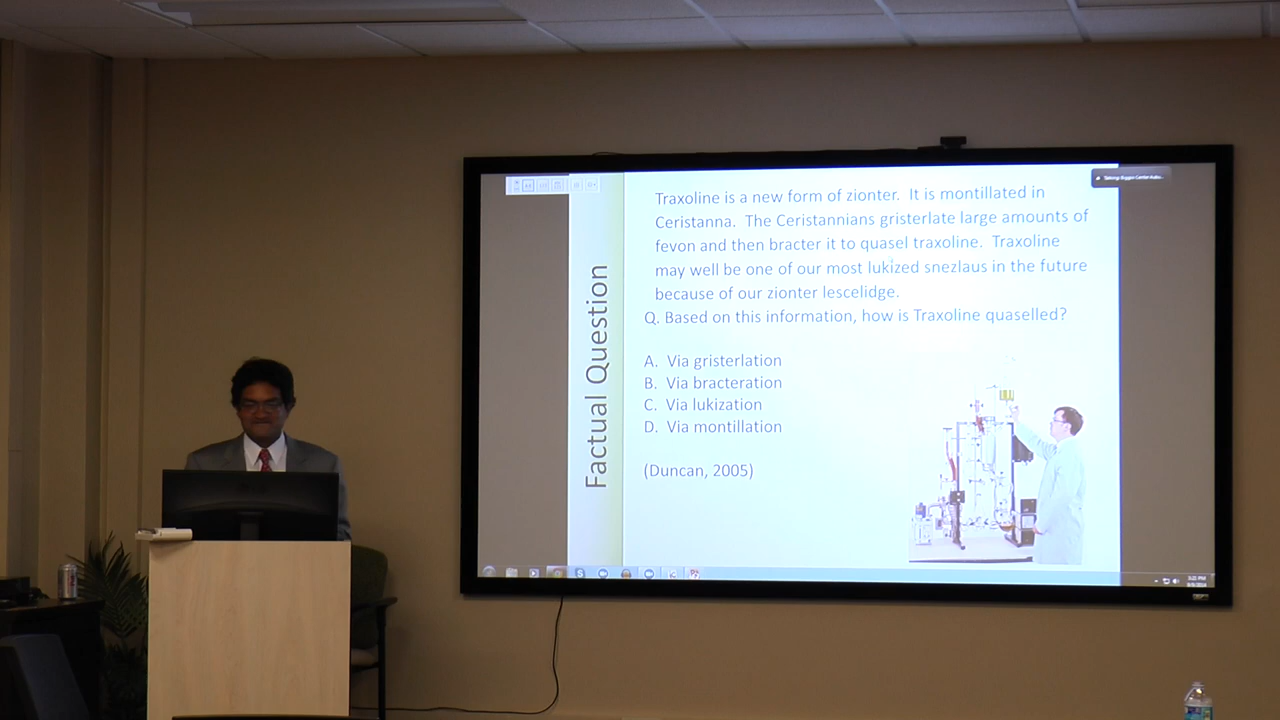 Factual Question
Traxoline is a new form of zionter. It is montillated in
Ceristanna. The Ceristannians gristerlate large amounts of
fevon and then bracter it to quasel traxoline. Traxoline
may well be one of our most lukized snezlaus in the future
because of our zionter lescelidge.
Q. Based on this information, how is Traxoline quaselled?
A. Via gristerlation
B. Via bracteration
C. Via lukization
D. Via montillation
(Duncan, 2005)